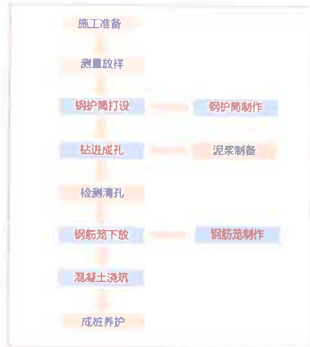 施工准备
测量放样
钢护筒打设
钢护筒制作
钻进成孔
泥浆制备
检测清孔
钢筋笼下放
钢筋笼制作
混凝土浇筑
成桩养护